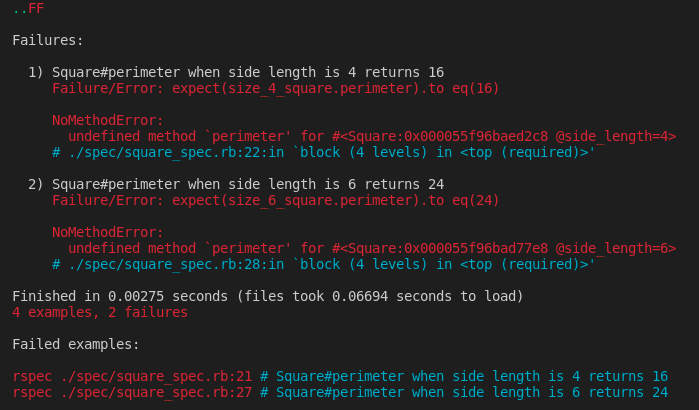 ..FF
Failures:
1) Square#perimeter when side length is 4 returns 16
Failure/Error: expect(size_4_square.perimeter).to eq(16)
NoMethodError:
undefined method `perimeter' for #<Square:0x000055f96baed2c8 @side_length=4>
# ./spec/square_spec.rb:22:in `block (4 levels) in <top (required)>'
2) Square#perimeter when side length is 6 returns 24
Failure/Error: expect(size_6_square.perimeter).to eq(24)
NoMethodError:
undefined method `perimeter' for #<Square:0x000055f96bad77e8 @side_length=6>
# ./spec/square_spec.rb:28:in `block (4 levels) in <top (required)>'
Finished in 0.00275 seconds (files took 0.06694 seconds to load)
4 examples, 2 failures
Failed examples:
rspec ./spec/square_spec.rb:21 # Square#perimeter when side length is 4 returns 16
rspec ./spec/square_spec.rb:27 # Square#perimeter when side length is 6 returns 24